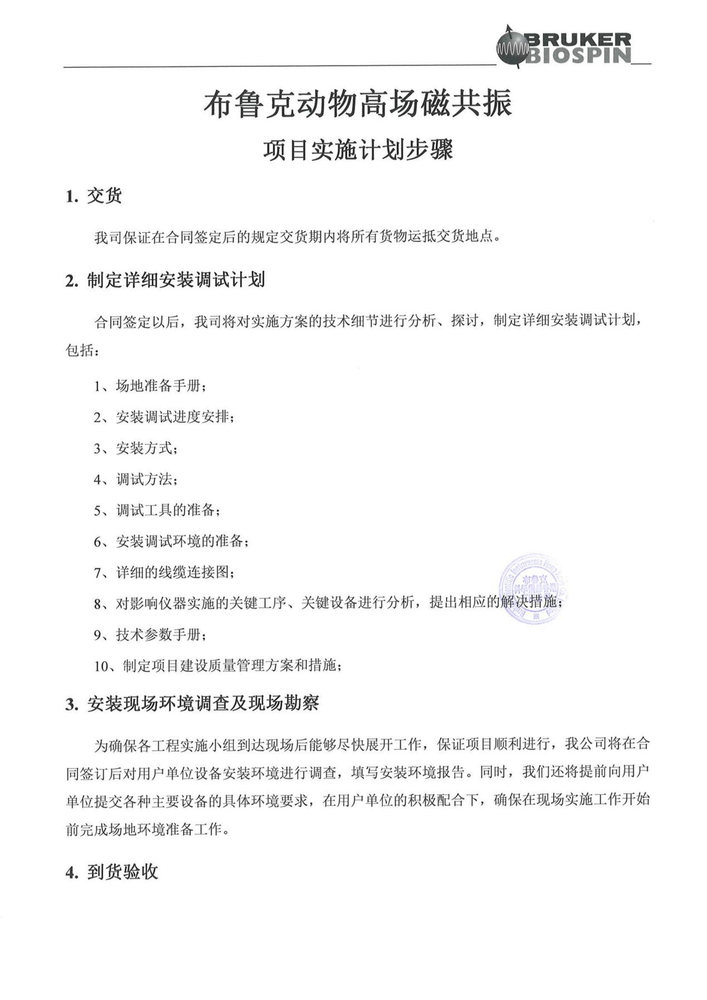 BRUKER
BIOSPIN
布鲁克动物高场磁共振
项目实施计划步骤
1. 交货
我司保证在合同签定后的规定交货期内将所有货物运抵交货地点。
2. 制定详细安装调试计划
合同签定以后，我司将对实施方案的技术细节进行分析、探讨，制定详细安装调试计划，
包括：
1、场地准备手册；
2、安装调试进度安排；
3、安装方式；
4、调试方法；
5、调试工具的准备；
6、安装调试环境的准备；
7、详细的线缆连接图；
8、对影响仪器实施的关键工序、关键设备进行分析，提出相应的解决措施；
9、技术参数手册；
10、制定项目建设质量管理方案和措施；
布鲁克
3. 安装现场环境调查及现场勘察
为确保各工程实施小组到达现场后能够尽快展开工作，保证项目顺利进行，我公司将在合
同签订后对用户单位设备安装环境进行调查，填写安装环境报告。同时，我们还将提前向用户
单位提交各种主要设备的具体环境要求，在用户单位的积极配合下，确保在现场实施工作开始
前完成场地环境准备工作。
4. 到货验收